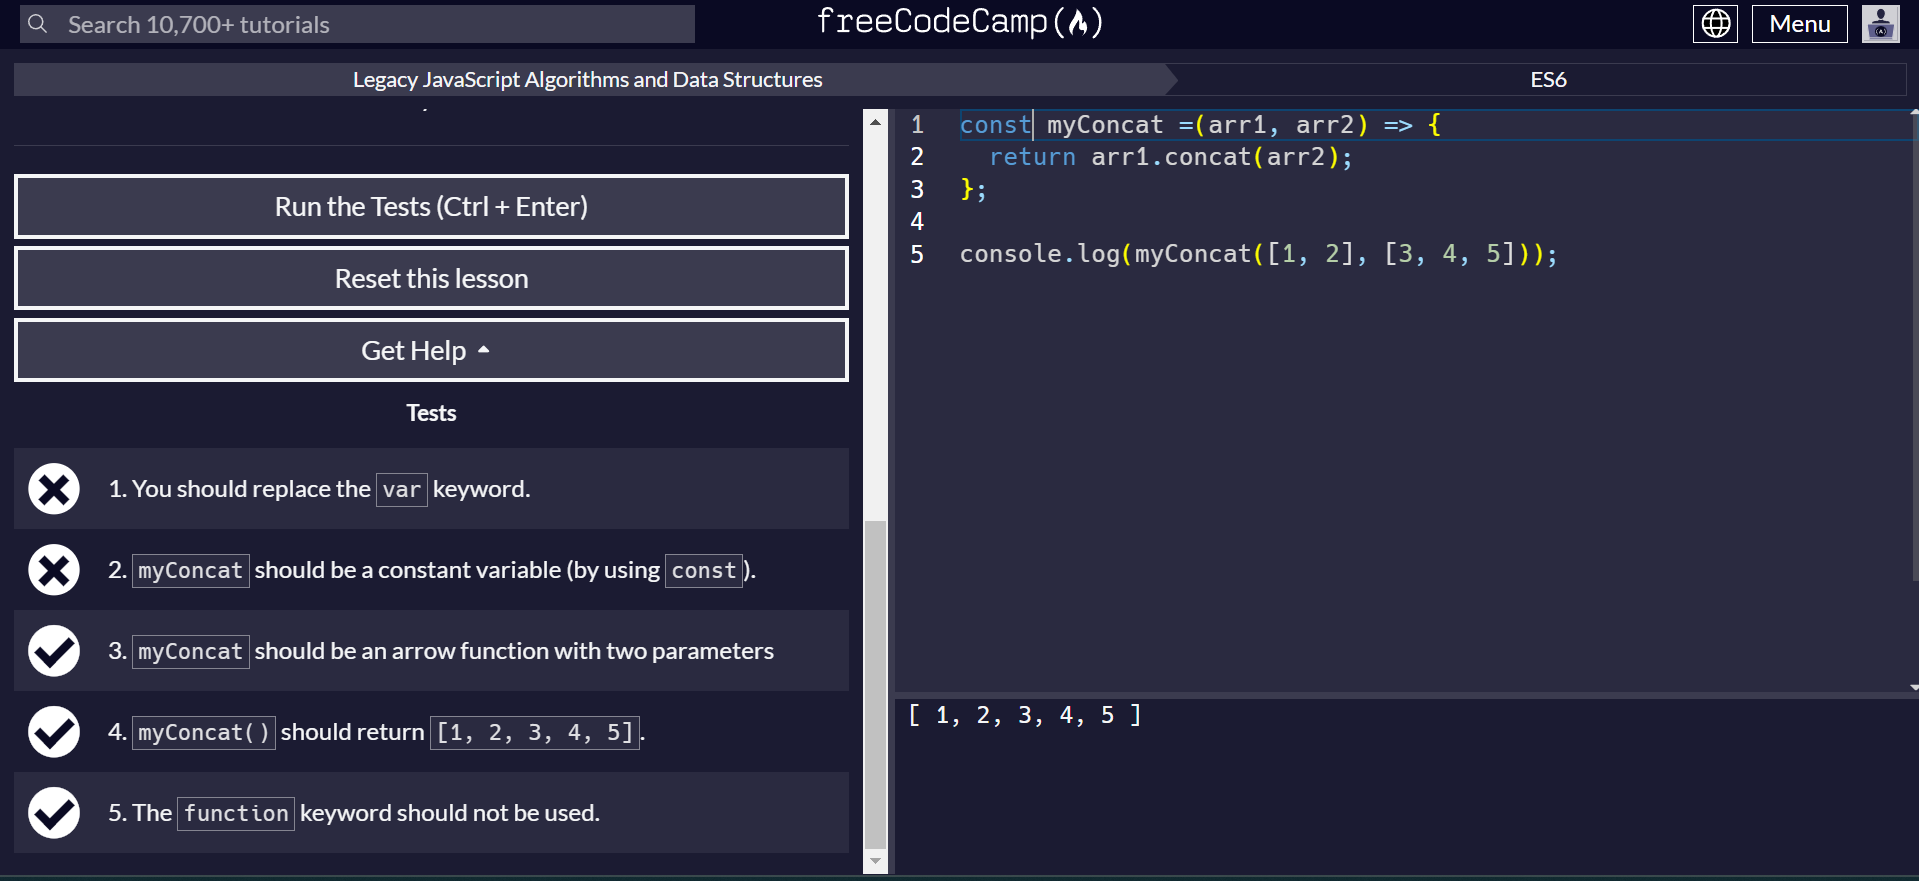 Search 10,700+ tutorials
freeCodeCamp
Menu
Legacy JavaScript Algorithms and Data Structures
ES6
Run the Tests (Ctrl + Enter)
Reset this lesson
Get Help
Tests
1. You should replace the var keyword.
2. myConcat should be a constant variable (by using const).
3. myConcat should be an arrow function with two parameters
4. myConcat() should return [1, 2, 3, 4, 5].
5. The function keyword should not be used.
1 const myConcat =(arr1, arr2) => {
2   return arr1.concat(arr2);
3 };
4
5 console.log(myConcat([1, 2], [3, 4, 5]));
[ 1, 2, 3, 4, 5 ]